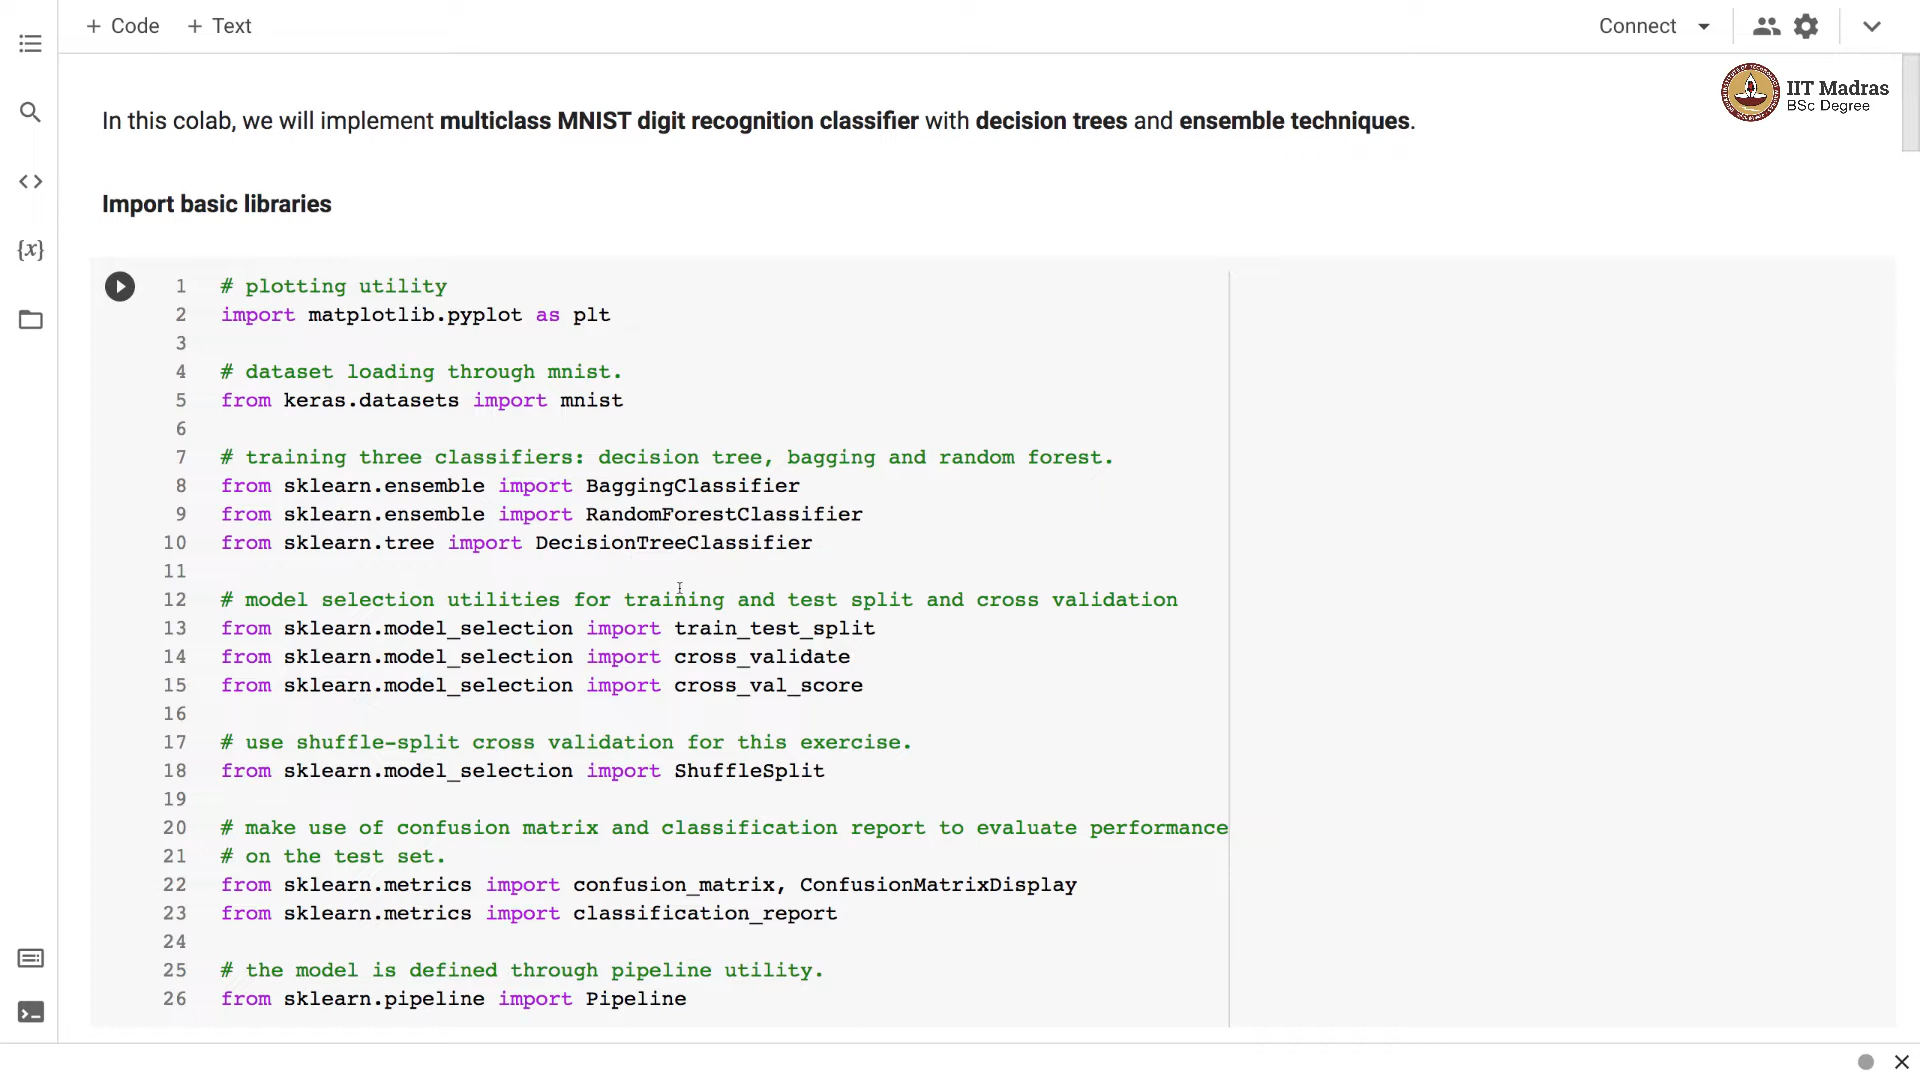 + Code + Text
Connect
IIT Madras
BSc Degree
In this colab, we will implement multiclass MNIST digit recognition classifier with decision trees and ensemble techniques.
Import basic libraries
1 # plotting utility
2 import matplotlib.pyplot as plt
3
4 # dataset loading through mnist.
5 from keras.datasets import mnist
6
7 # training three classifiers: decision tree, bagging and random forest.
8 from sklearn.ensemble import BaggingClassifier
9 from sklearn.ensemble import RandomForestClassifier
10 from sklearn.tree import DecisionTreeClassifier
11
12 # model selection utilities for training and test split and cross validation
13 from sklearn.model_selection import train_test_split
14 from sklearn.model_selection import cross_validate
15 from sklearn.model_selection import cross_val_score
16
17 # use shuffle-split cross validation for this exercise.
18 from sklearn.model_selection import ShuffleSplit
19
20 # make use of confusion matrix and classification report to evaluate performance
21 # on the test set.
22 from sklearn.metrics import confusion_matrix, ConfusionMatrixDisplay
23 from sklearn.metrics import classification_report
24
25 # the model is defined through pipeline utility.
26 from sklearn.pipeline import Pipeline